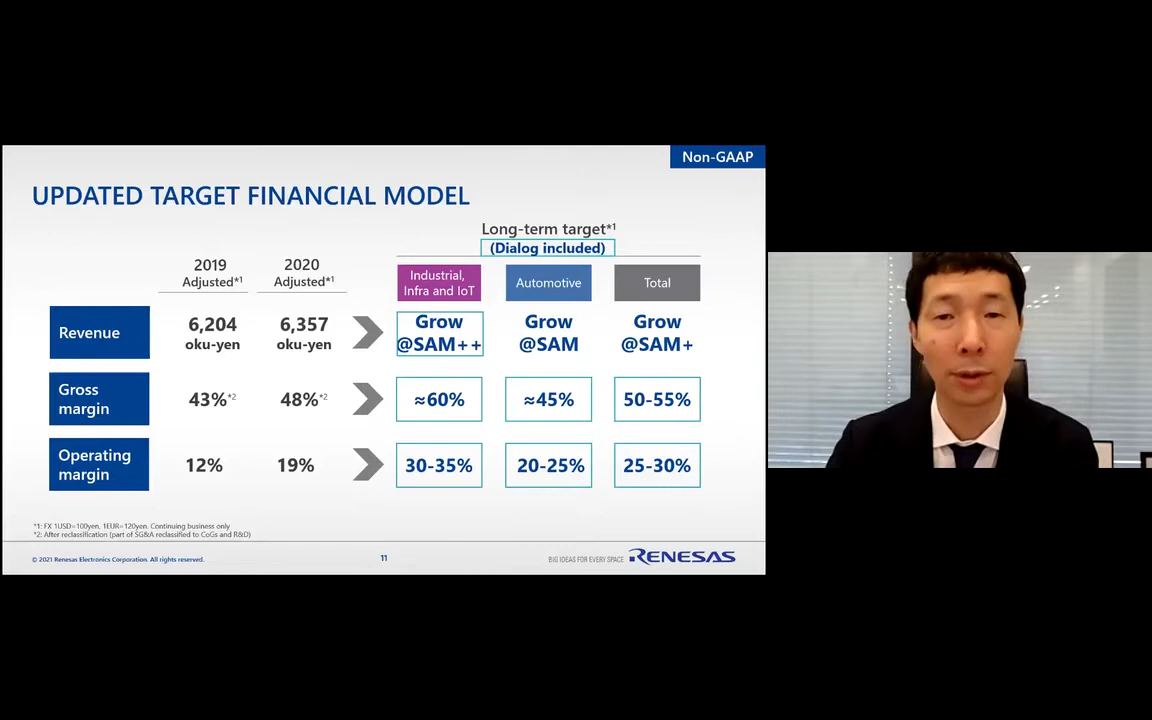 Non-GAAP
UPDATED TARGET FINANCIAL MODEL
Long-term target*1
(Dialog included)
2019
Adjusted*1
2020
Adjusted*1
Industrial,
Infra and IoT
Automotive
Total
Revenue
6,204
oku-yen
6,357
oku-yen
Grow
@SAM++
Grow
@SAM
Grow
@SAM+
Gross
margin
43%*2
48%*2
≈60%
≈45%
50-55%
Operating
margin
12%
19%
30-35%
20-25%
25-30%
*1: FX 1USD=100yen, 1EUR=120yen. Continuing business only
*2: After reclassification (part of SG&A reclassified to CoGs and R&D)
© 2021 Renesas Electronics Corporation. All rights reserved.
11
BIG IDEAS FOR EVERY SPACE
RENESAS